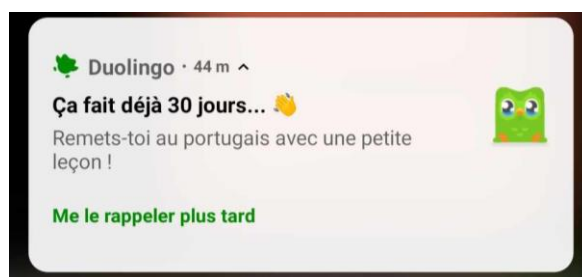 Duolingo · 44 m
Ça fait déjà 30 jours... 👋
Remets-toi au portugais avec une petite
leçon !
Me le rappeler plus tard